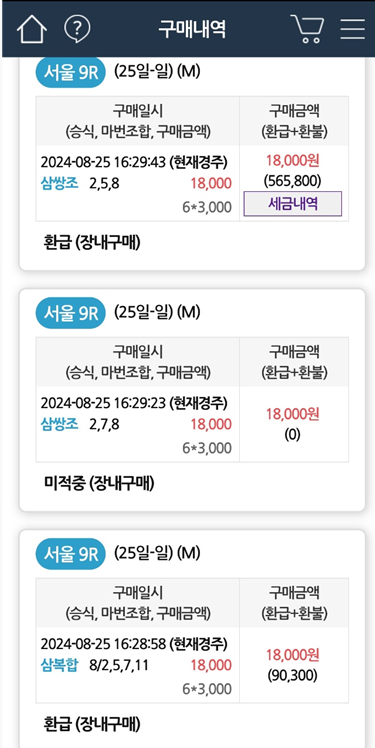 구매내역
서울 9R (25일-일) (M)
구매일시
(승식, 마번조합, 구매금액)
구매금액
(환급+환불)
2024-08-25 16:29:43 (현재경주)
삼쌍조 2,5,8 18,000
6*3,000
18,000원
(565,800)
세금내역
환급 (장내구매)
서울 9R (25일-일) (M)
구매일시
(승식, 마번조합, 구매금액)
구매금액
(환급+환불)
2024-08-25 16:29:23 (현재경주)
삼쌍조 2,7,8 18,000
6*3,000
18,000원
(0)
미적중 (장내구매)
서울 9R (25일-일) (M)
구매일시
(승식, 마번조합, 구매금액)
구매금액
(환급+환불)
2024-08-25 16:28:58 (현재경주)
삼복합 8/2,5,7,11 18,000
6*3,000
18,000원
(90,300)
환급 (장내구매)